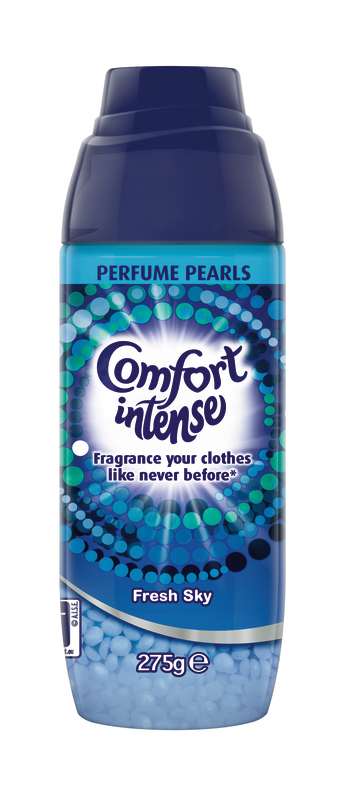 PERFUME PEARLS
Comfort
intense
Fragrance your clothes
like never before*
Fresh Sky
© A.I.S.E.
275g ℮